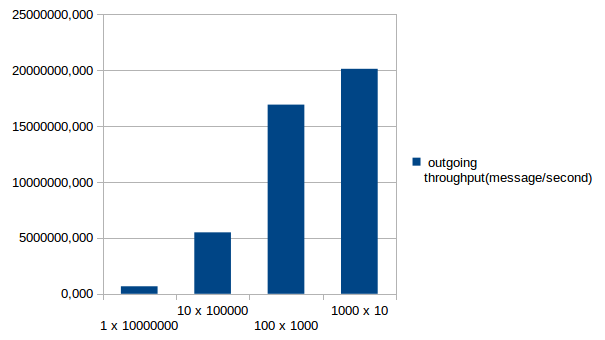 25000000,000
20000000,000
15000000,000
10000000,000
5000000,000
0,000
1 x 10000000
10 x 100000
100 x 1000
1000 x 10
outgoing
throughput(message/second)